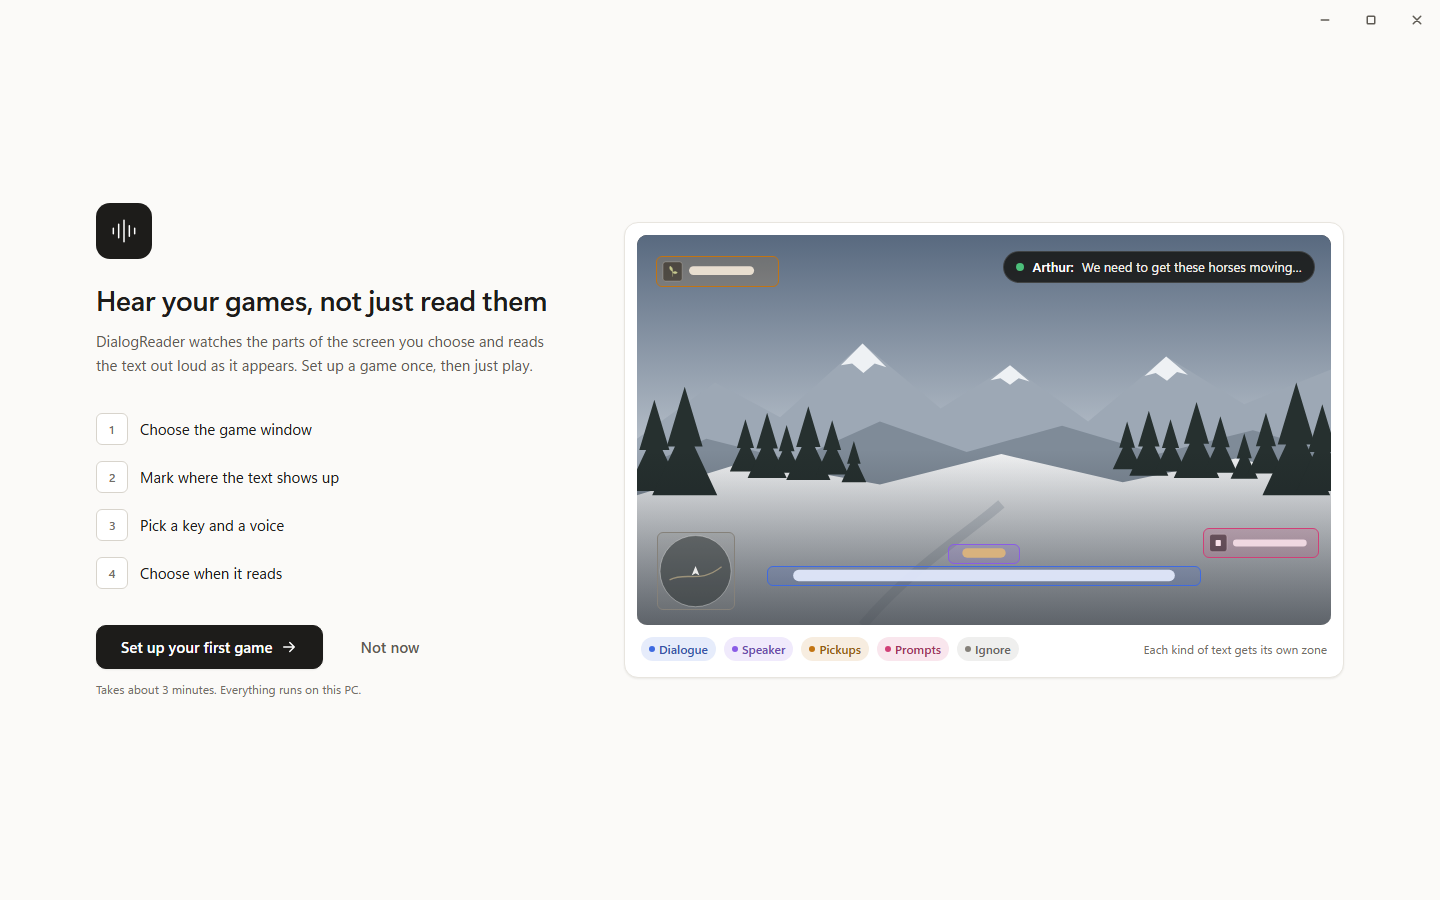 Hear your games, not just read them
DialogReader watches the parts of the screen you choose and reads
the text out loud as it appears. Set up a game once, then just play.
1 Choose the game window
2 Mark where the text shows up
3 Pick a key and a voice
4 Choose when it reads
Set up your first game →
Not now
Takes about 3 minutes. Everything runs on this PC.
Arthur: We need to get these horses moving...
Dialogue Speaker Pickups Prompts Ignore
Each kind of text gets its own zone